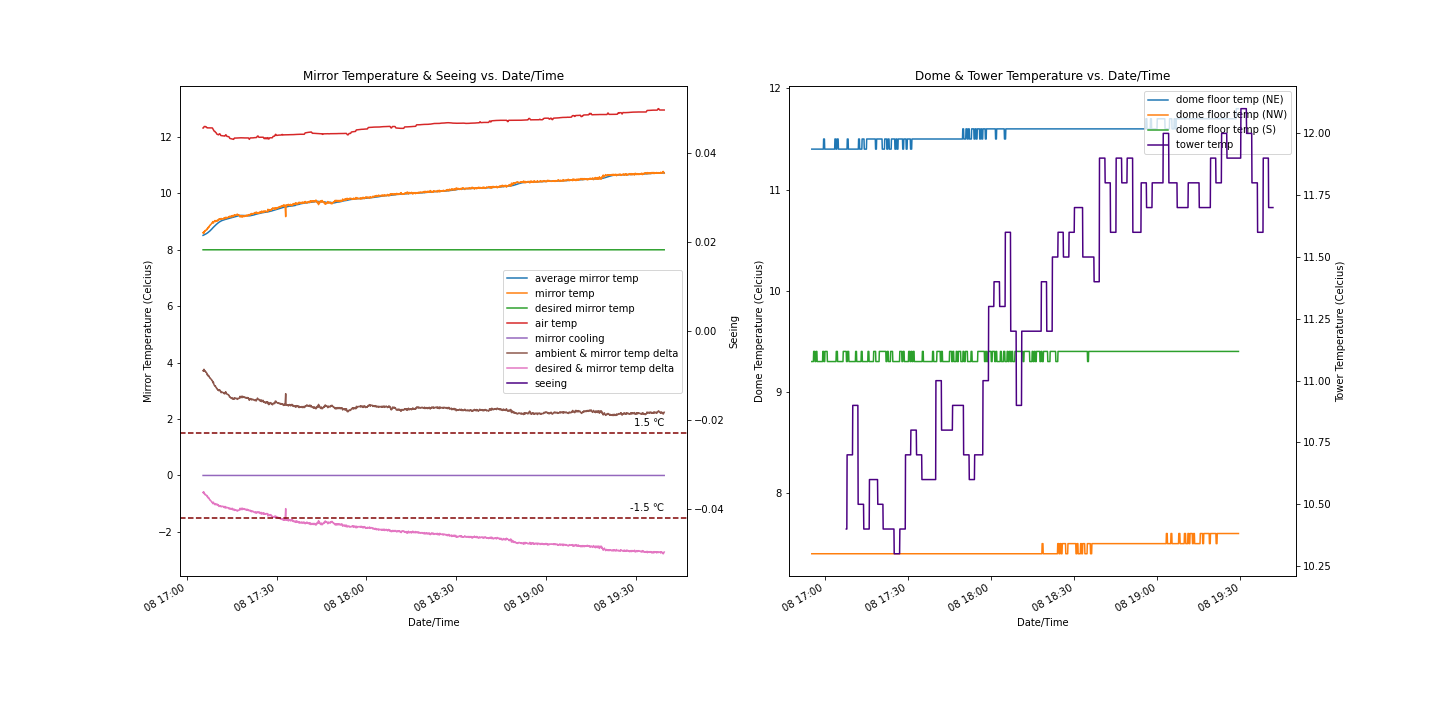 Mirror Temperature & Seeing vs. Date/Time
Mirror Temperature (Celcius)
12
10
8
6
4
2
0
−2
0.04
0.02
0.00
−0.02
−0.04
Seeing
average mirror temp
mirror temp
desired mirror temp
air temp
mirror cooling
ambient & mirror temp delta
desired & mirror temp delta
seeing
1.5 °C
-1.5 °C
08 17:00
08 17:30
08 18:00
08 18:30
08 19:00
08 19:30
Date/Time
Dome & Tower Temperature vs. Date/Time
Dome Temperature (Celcius)
12
11
10
9
8
dome floor temp (NE)
dome floor temp (NW)
dome floor temp (S)
tower temp
12.00
11.75
11.50
11.25
11.00
10.75
10.50
10.25
Tower Temperature (Celcius)
08 17:00
08 17:30
08 18:00
08 18:30
08 19:00
08 19:30
Date/Time